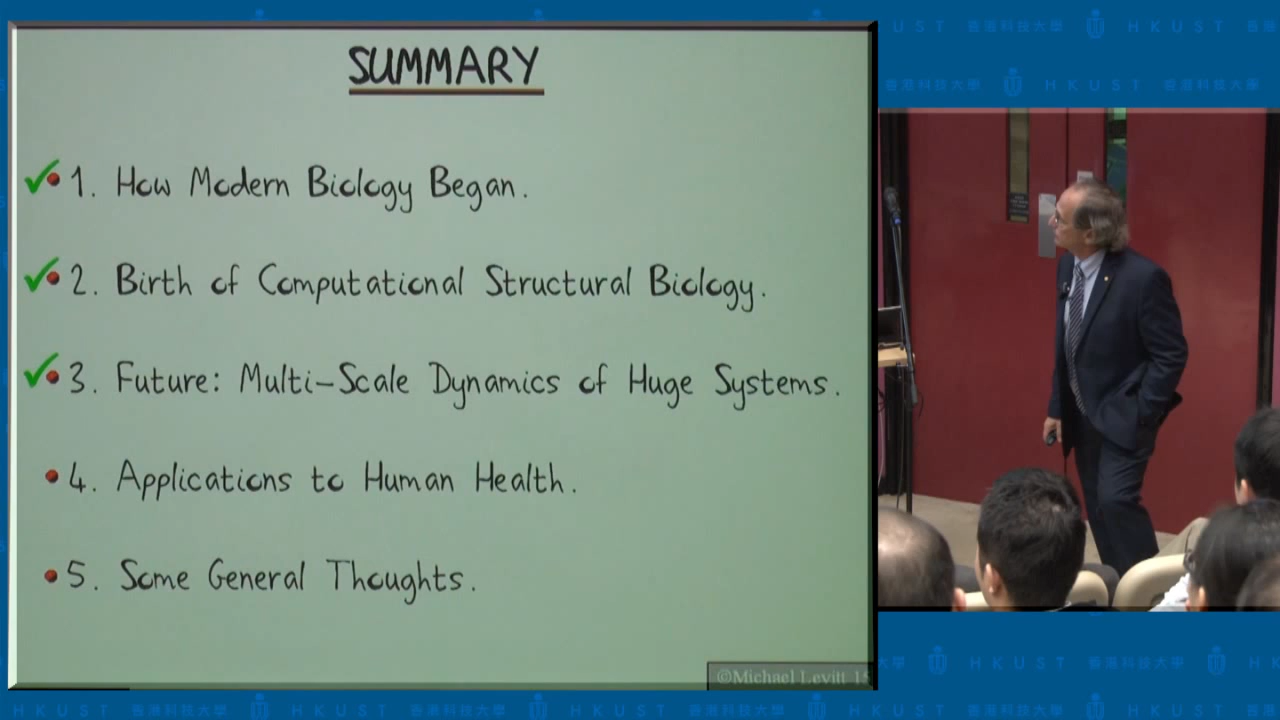 SUMMARY
1. How Modern Biology Began.
2. Birth of Computational Structural Biology.
3. Future: Multi-Scale Dynamics of Huge Systems.
4. Applications to Human Health.
5. Some General Thoughts.
©Michael Levitt 15
HKUST 香港科技大學